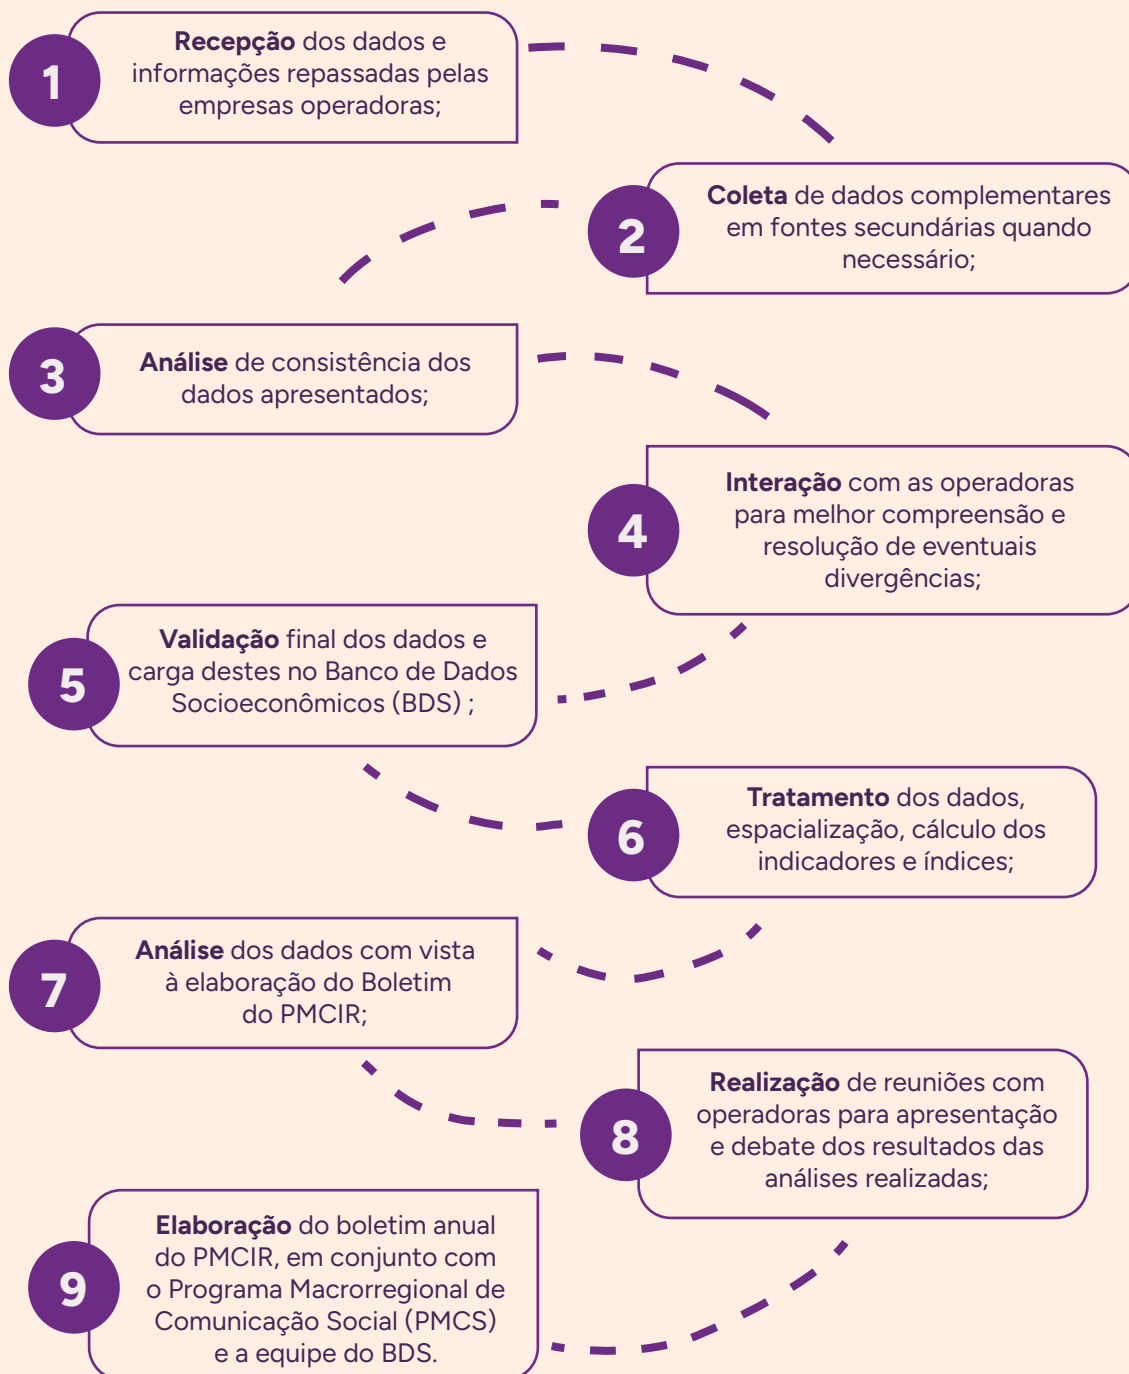 1
Recepção dos dados e
informações repassadas pelas
empresas operadoras;
2
Coleta de dados complementares
em fontes secundárias quando
necessário;
3
Análise de consistência dos
dados apresentados;
4
Interação com as operadoras
para melhor compreensão e
resolução de eventuais
divergências;
5
Validação final dos dados e
carga destes no Banco de Dados
Socioeconômicos (BDS) ;
6
Tratamento dos dados,
espacialização, cálculo dos
indicadores e índices;
7
Análise dos dados com vista
à elaboração do Boletim
do PMCIR;
8
Realização de reuniões com
operadoras para apresentação
e debate dos resultados das
análises realizadas;
9
Elaboração do boletim anual
do PMCIR, em conjunto com
o Programa Macrorregional de
Comunicação Social (PMCS)
e a equipe do BDS.